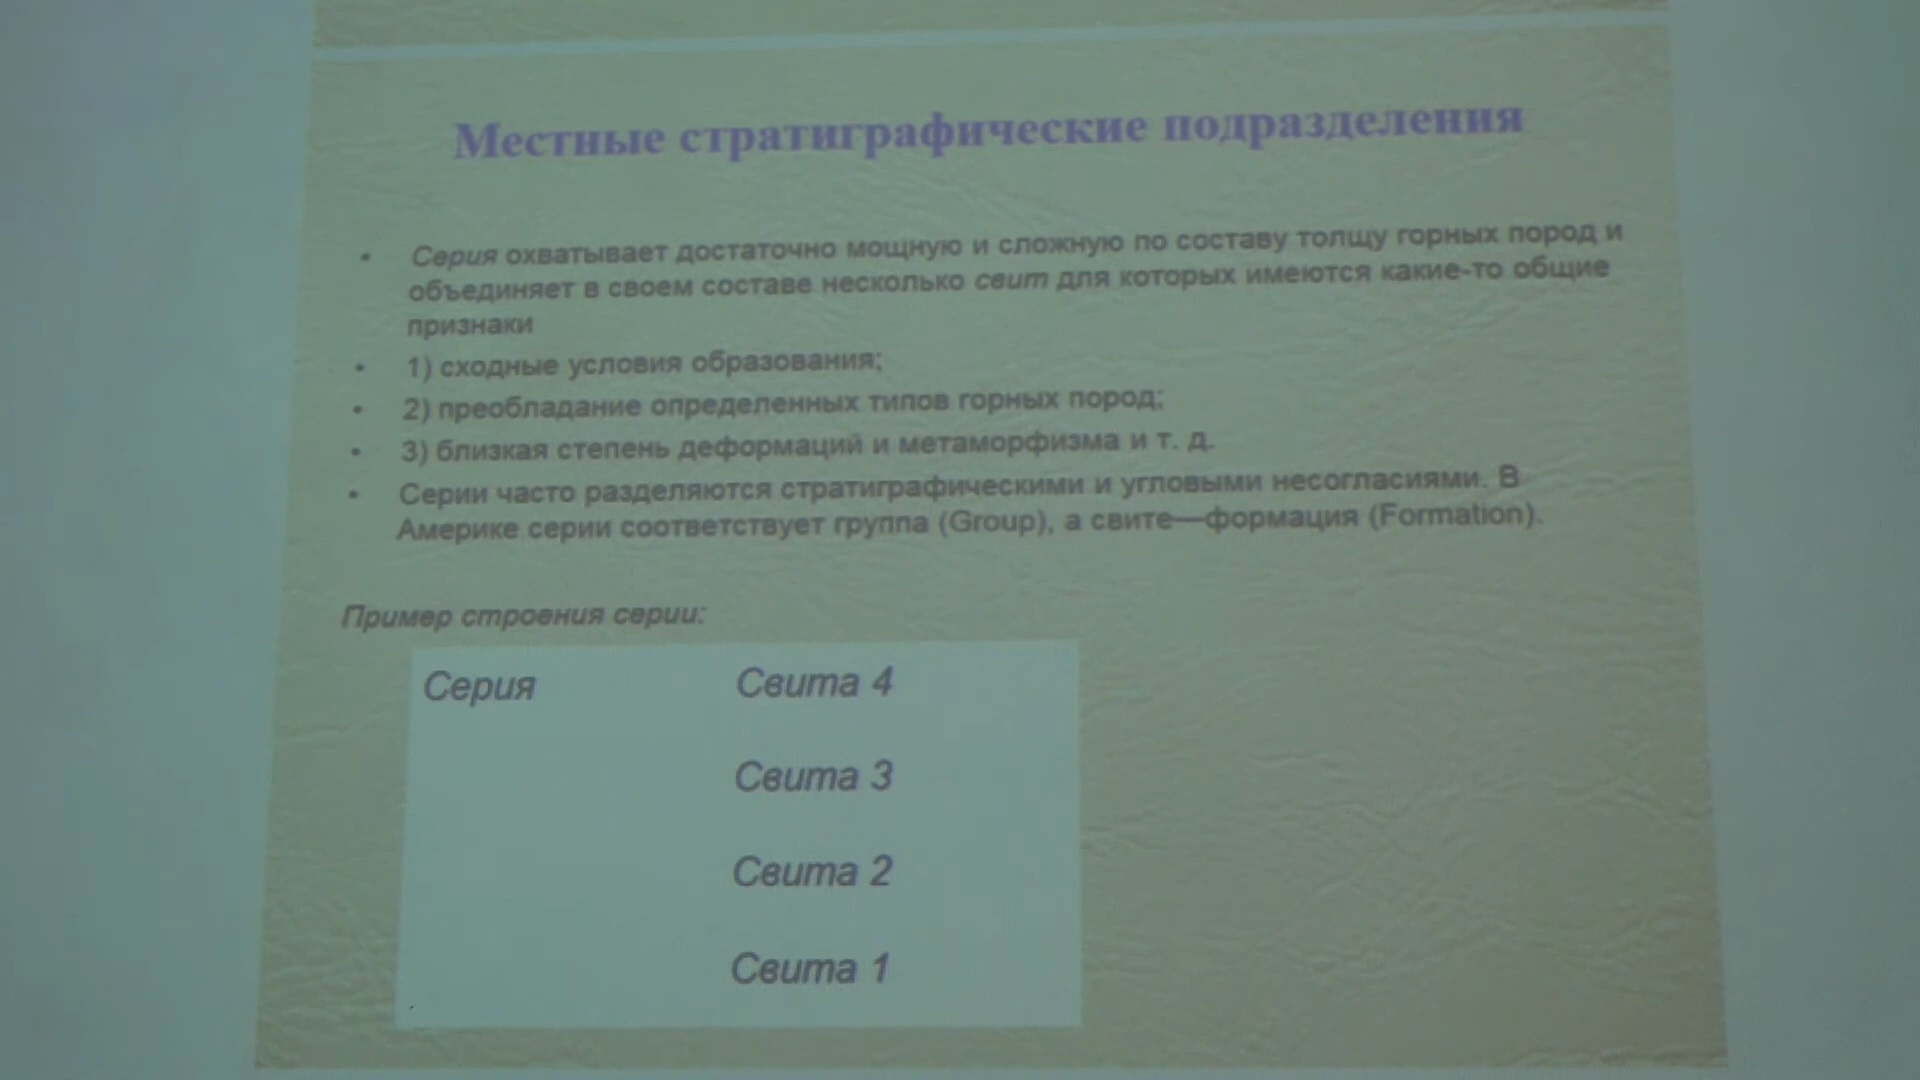 Местные стратиграфические подразделения
• Серия охватывает достаточно мощную и сложную по составу толщу горных пород и
объединяет в своем составе несколько свит для которых имеются какие-то общие
признаки
• 1) сходные условия образования;
• 2) преобладание определенных типов горных пород;
• 3) близкая степень деформаций и метаморфизма и т. д.
• Серии часто разделяются стратиграфическими и угловыми несогласиями. В
Америке серии соответствует группа (Group), а свите—формация (Formation).
Пример строения серии:
Серия Свита 4
Свита 3
Свита 2
Свита 1